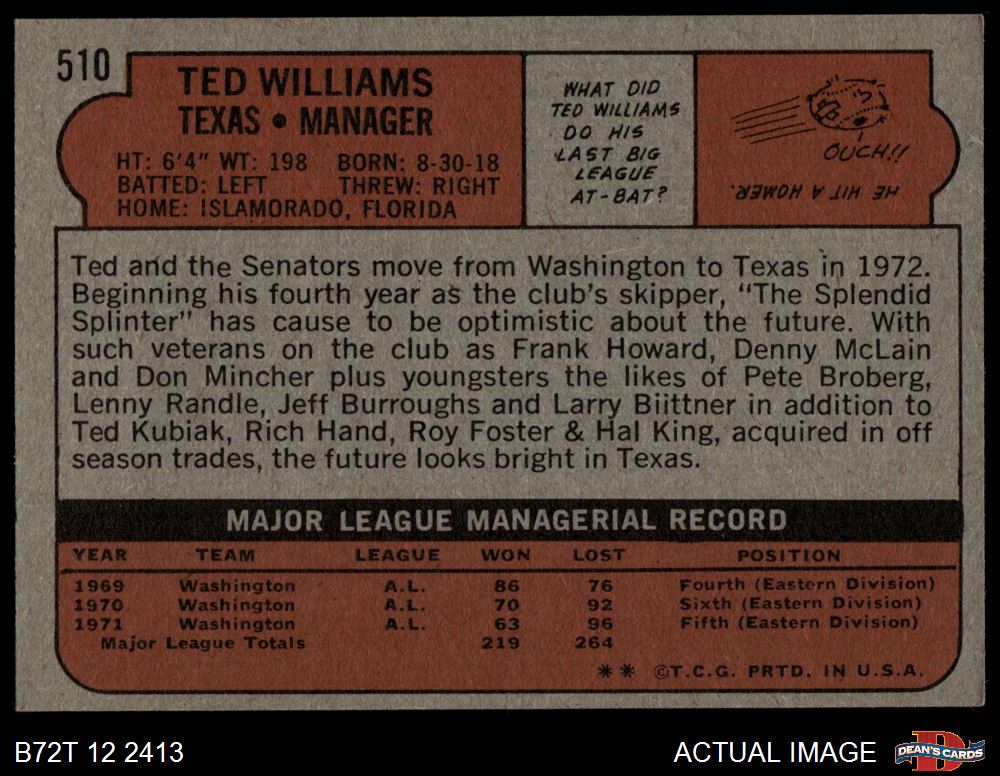 510
TED WILLIAMS
TEXAS • MANAGER
HT: 6'4" WT: 198 BORN: 8-30-18
BATTED: LEFT THREW: RIGHT
HOME: ISLAMORADO, FLORIDA
WHAT DID
TED WILLIAMS
DO HIS
LAST BIG
LEAGUE
AT-BAT?
OUCH!!
HE HIT A HOMER.
Ted and the Senators move from Washington to Texas in 1972.
Beginning his fourth year as the club's skipper, "The Splendid
Splinter" has cause to be optimistic about the future. With
such veterans on the club as Frank Howard, Denny McLain
and Don Mincher plus youngsters the likes of Pete Broberg,
Lenny Randle, Jeff Burroughs and Larry Biittner in addition to
Ted Kubiak, Rich Hand, Roy Foster & Hal King, acquired in off
season trades, the future looks bright in Texas.
MAJOR LEAGUE MANAGERIAL RECORD
YEAR TEAM LEAGUE WON LOST POSITION
1969 Washington A.L. 86 76 Fourth (Eastern Division)
1970 Washington A.L. 70 92 Sixth (Eastern Division)
1971 Washington A.L. 63 96 Fifth (Eastern Division)
Major League Totals 219 264
** ©T.C.G. PRTD. IN U.S.A.
B72T 12 2413
ACTUAL IMAGE
DEAN'S CARDS